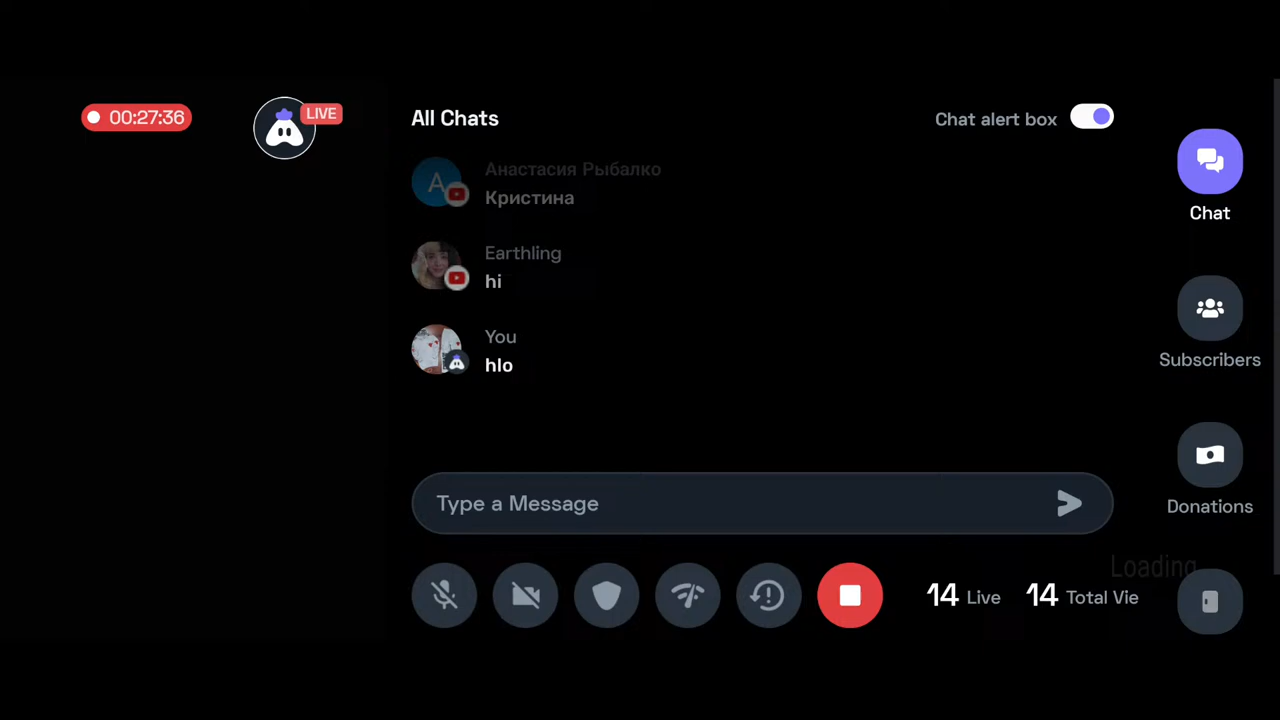 00:27:36
LIVE
All Chats
Chat alert box
Анастасия Рыбалко
Кристина
Chat
Earthling
hi
You
hlo
Subscribers
Type a Message
Donations
Loading
14 Live 14 Total Vie